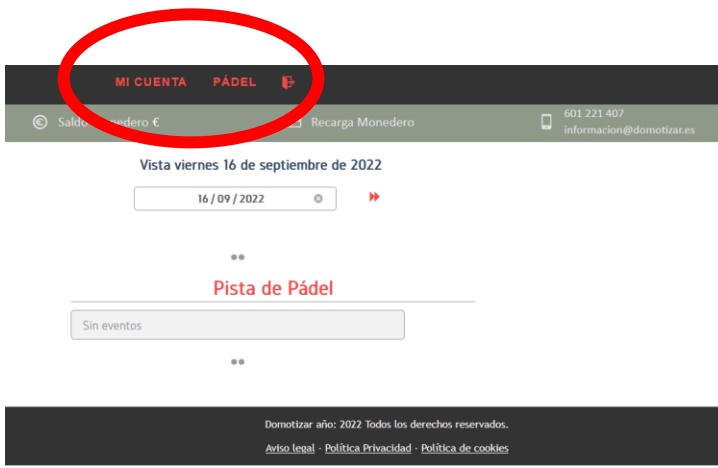 MI CUENTA PÁDEL
Saldo Monedero € Recarga Monedero 601 221 407
informacion@domotizar.es
Vista viernes 16 de septiembre de 2022
16/09/2022
Pista de Pádel
Sin eventos
Domotizar año: 2022 Todos los derechos reservados.
Aviso legal - Política Privacidad - Política de cookies